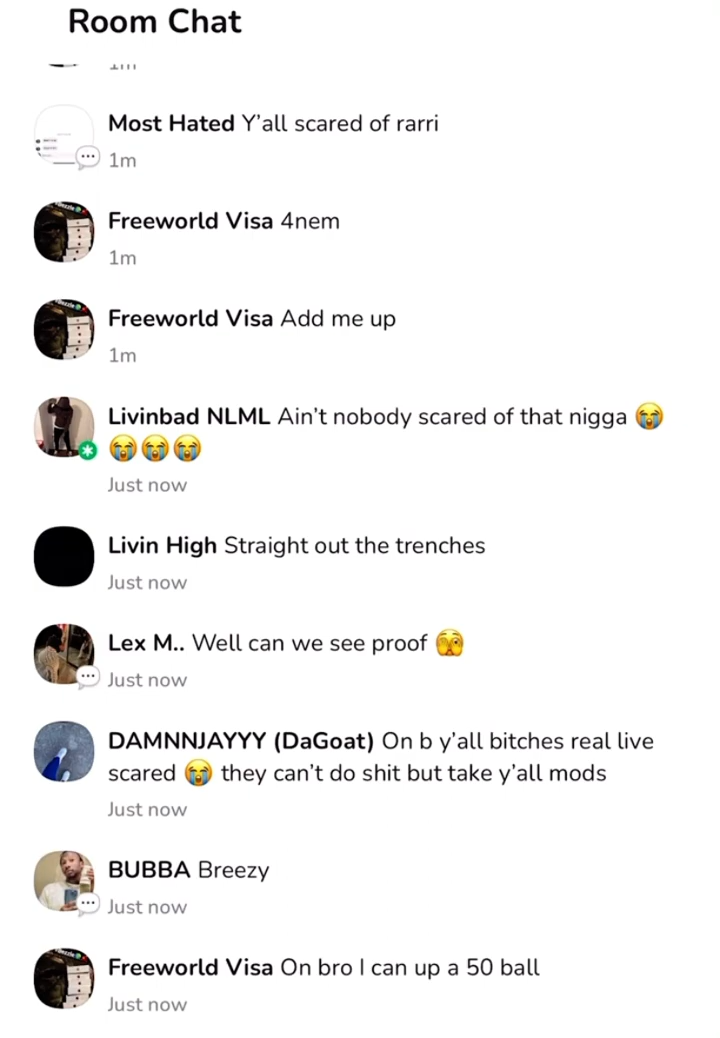 Room Chat
1m
Most Hated Y'all scared of rarri
1m
Freeworld Visa 4nem
1m
Freeworld Visa Add me up
1m
Livinbad NLML Ain't nobody scared of that nigga 😭
😭😭😭
Just now
Livin High Straight out the trenches
Just now
Lex M.. Well can we see proof 🫣
Just now
DAMNNJAYYY (DaGoat) On b y'all bitches real live
scared 😭 they can't do shit but take y'all mods
Just now
BUBBA Breezy
Just now
Freeworld Visa On bro I can up a 50 ball
Just now